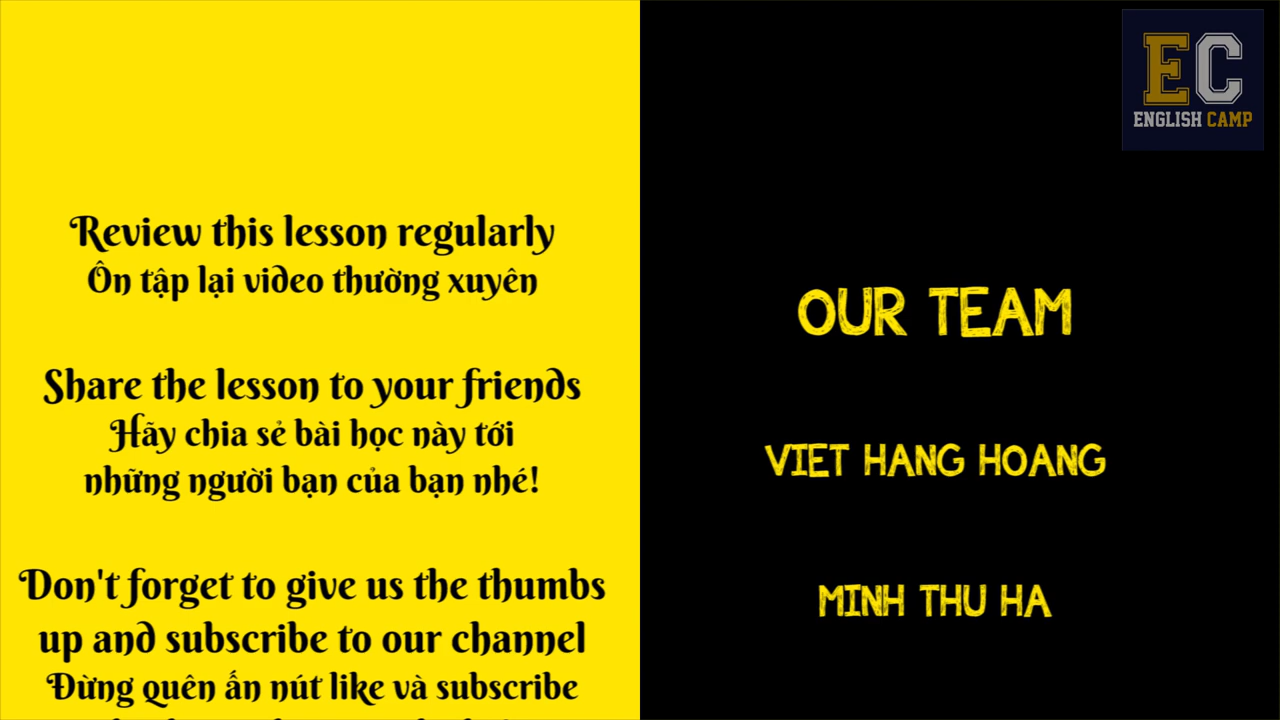 Review this lesson regularly
Ôn tập lại video thường xuyên
Share the lesson to your friends
Hãy chia sẻ bài học này tới
những người bạn của bạn nhé!
Don't forget to give us the thumbs
up and subscribe to our channel
Đừng quên ấn nút like và subscribe
EC
ENGLISH CAMP
OUR TEAM
VIET HANG HOANG
MINH THU HA